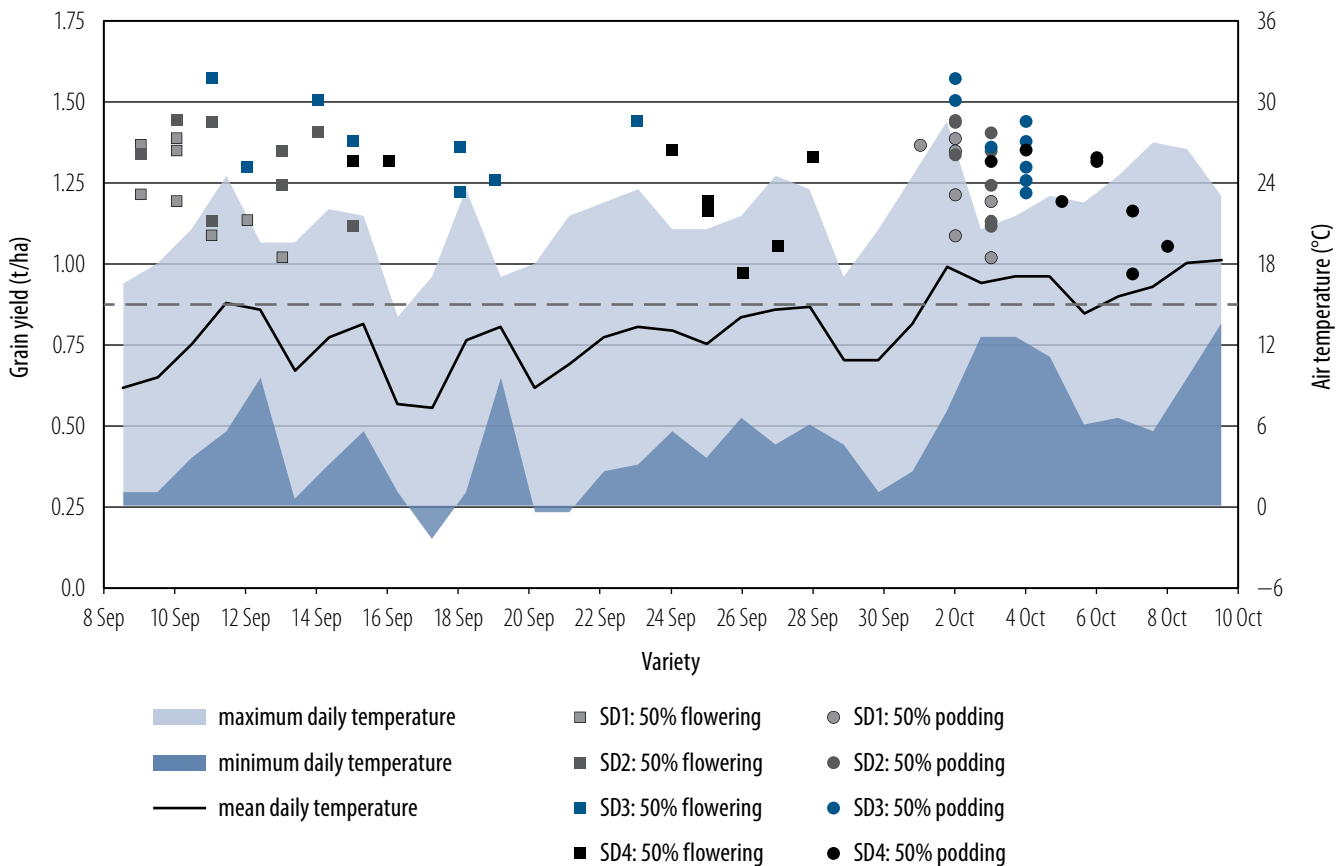 1.75
1.50
1.25
1.00
0.75
0.50
0.25
0.0
Grain yield (t/ha)
36
30
24
18
12
6
0
–6
Air temperature (°C)
8 Sep 10 Sep 12 Sep 14 Sep 16 Sep 18 Sep 20 Sep 22 Sep 24 Sep 26 Sep 28 Sep 30 Sep 2 Oct 4 Oct 6 Oct 8 Oct 10 Oct
Variety
maximum daily temperature
minimum daily temperature
mean daily temperature
SD1: 50% flowering
SD2: 50% flowering
SD3: 50% flowering
SD4: 50% flowering
SD1: 50% podding
SD2: 50% podding
SD3: 50% podding
SD4: 50% podding